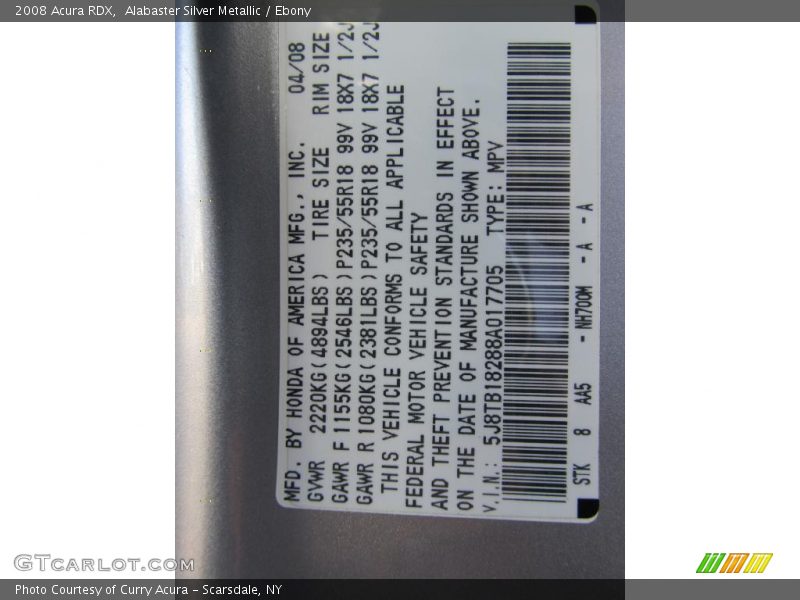 2008 Acura RDX,  Alabaster Silver Metallic / Ebony
MFD. BY HONDA OF AMERICA MFG., INC. 04/08
GVWR 2220KG(4894LBS) TIRE SIZE RIM SIZE
GAWR F 1155KG(2546LBS)P235/55R18 99V 18X7 1/2J
GAWR R 1080KG(2381LBS)P235/55R18 99V 18X7 1/2J
THIS VEHICLE CONFORMS TO ALL APPLICABLE
FEDERAL MOTOR VEHICLE SAFETY
AND THEFT PREVENTION STANDARDS IN EFFECT
ON THE DATE OF MANUFACTURE SHOWN ABOVE.
V.I.N.: 5J8TB18288A017705 TYPE: MPV
STK 8 AA5 - NH700M - A - A
GTcarlot.com
Photo Courtesy of Curry Acura - Scarsdale, NY